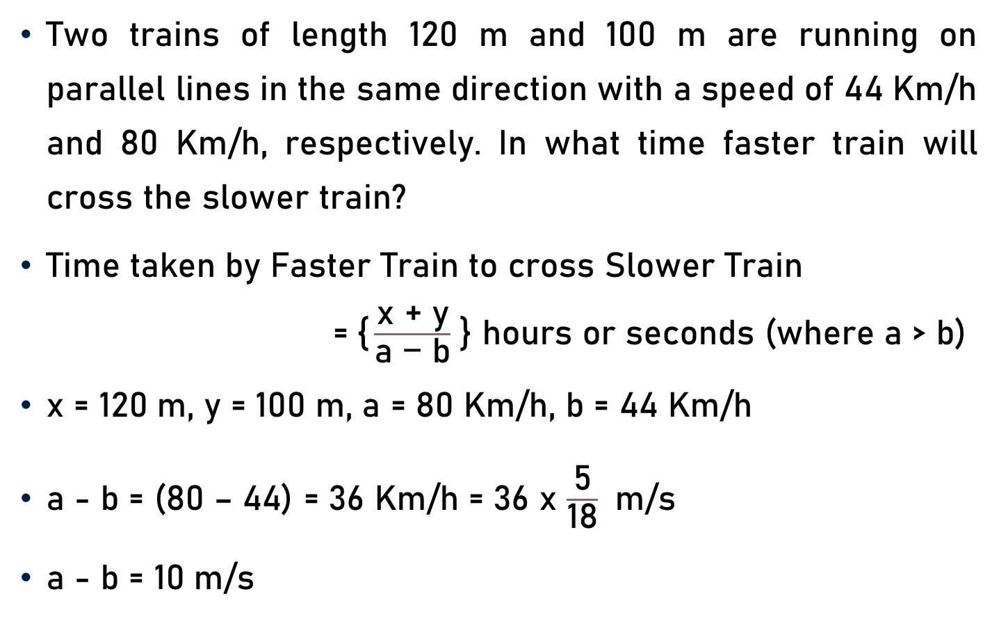 • Two trains of length 120 m and 100 m are running on
parallel lines in the same direction with a speed of 44 Km/h
and 80 Km/h, respectively. In what time faster train will
cross the slower train?
• Time taken by Faster Train to cross Slower Train
= {(x + y)/(a – b)} hours or seconds (where a > b)
• x = 120 m, y = 100 m, a = 80 Km/h, b = 44 Km/h
• a - b = (80 – 44) = 36 Km/h = 36 x 5/18 m/s
• a - b = 10 m/s